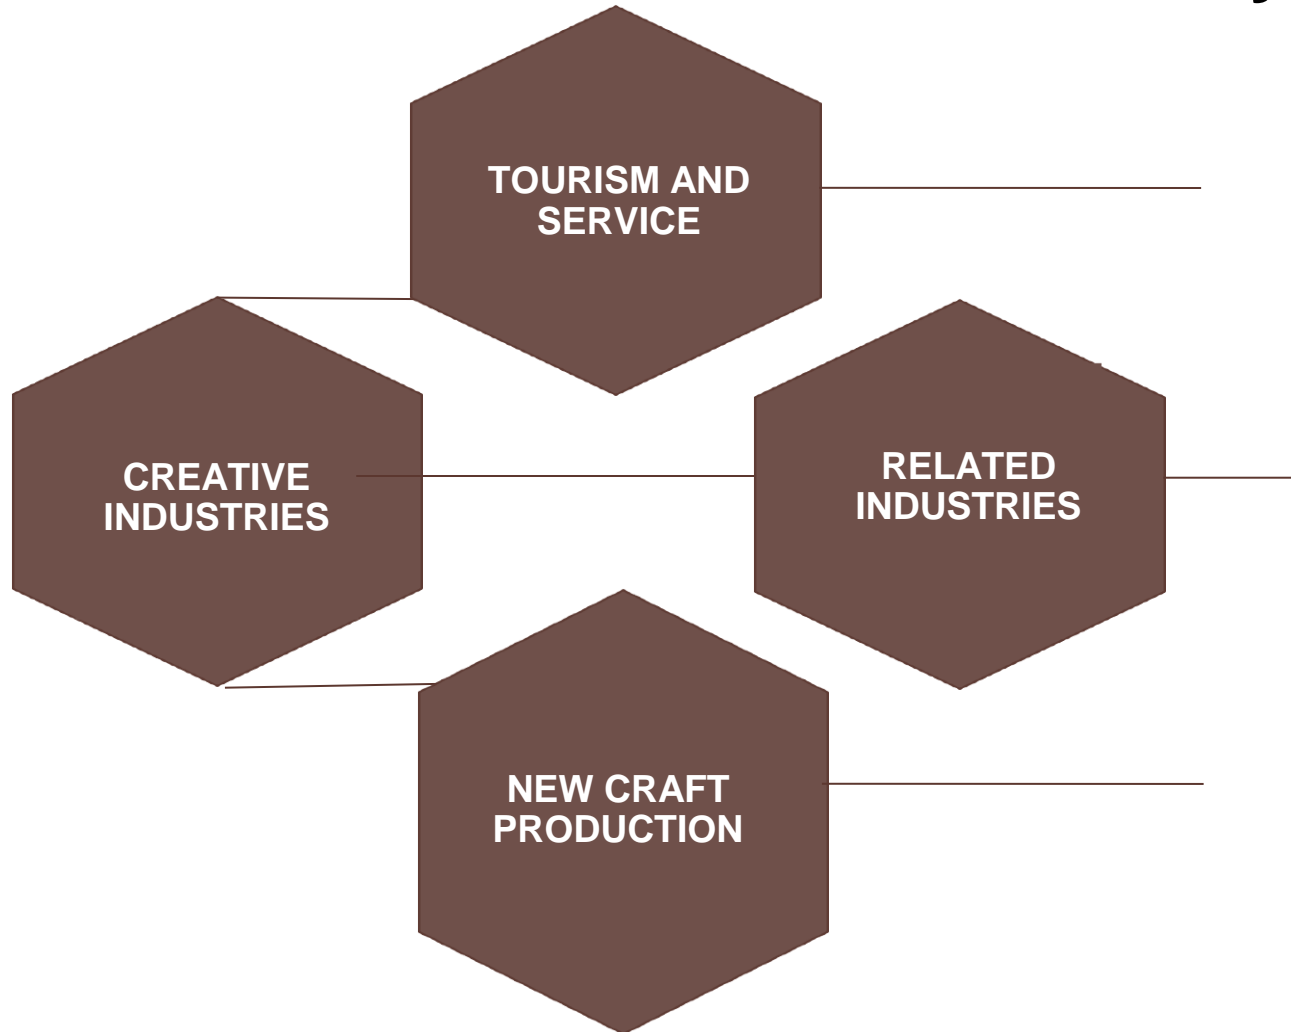 TOURISM AND
SERVICE
CREATIVE
INDUSTRIES
RELATED
INDUSTRIES
NEW CRAFT
PRODUCTION